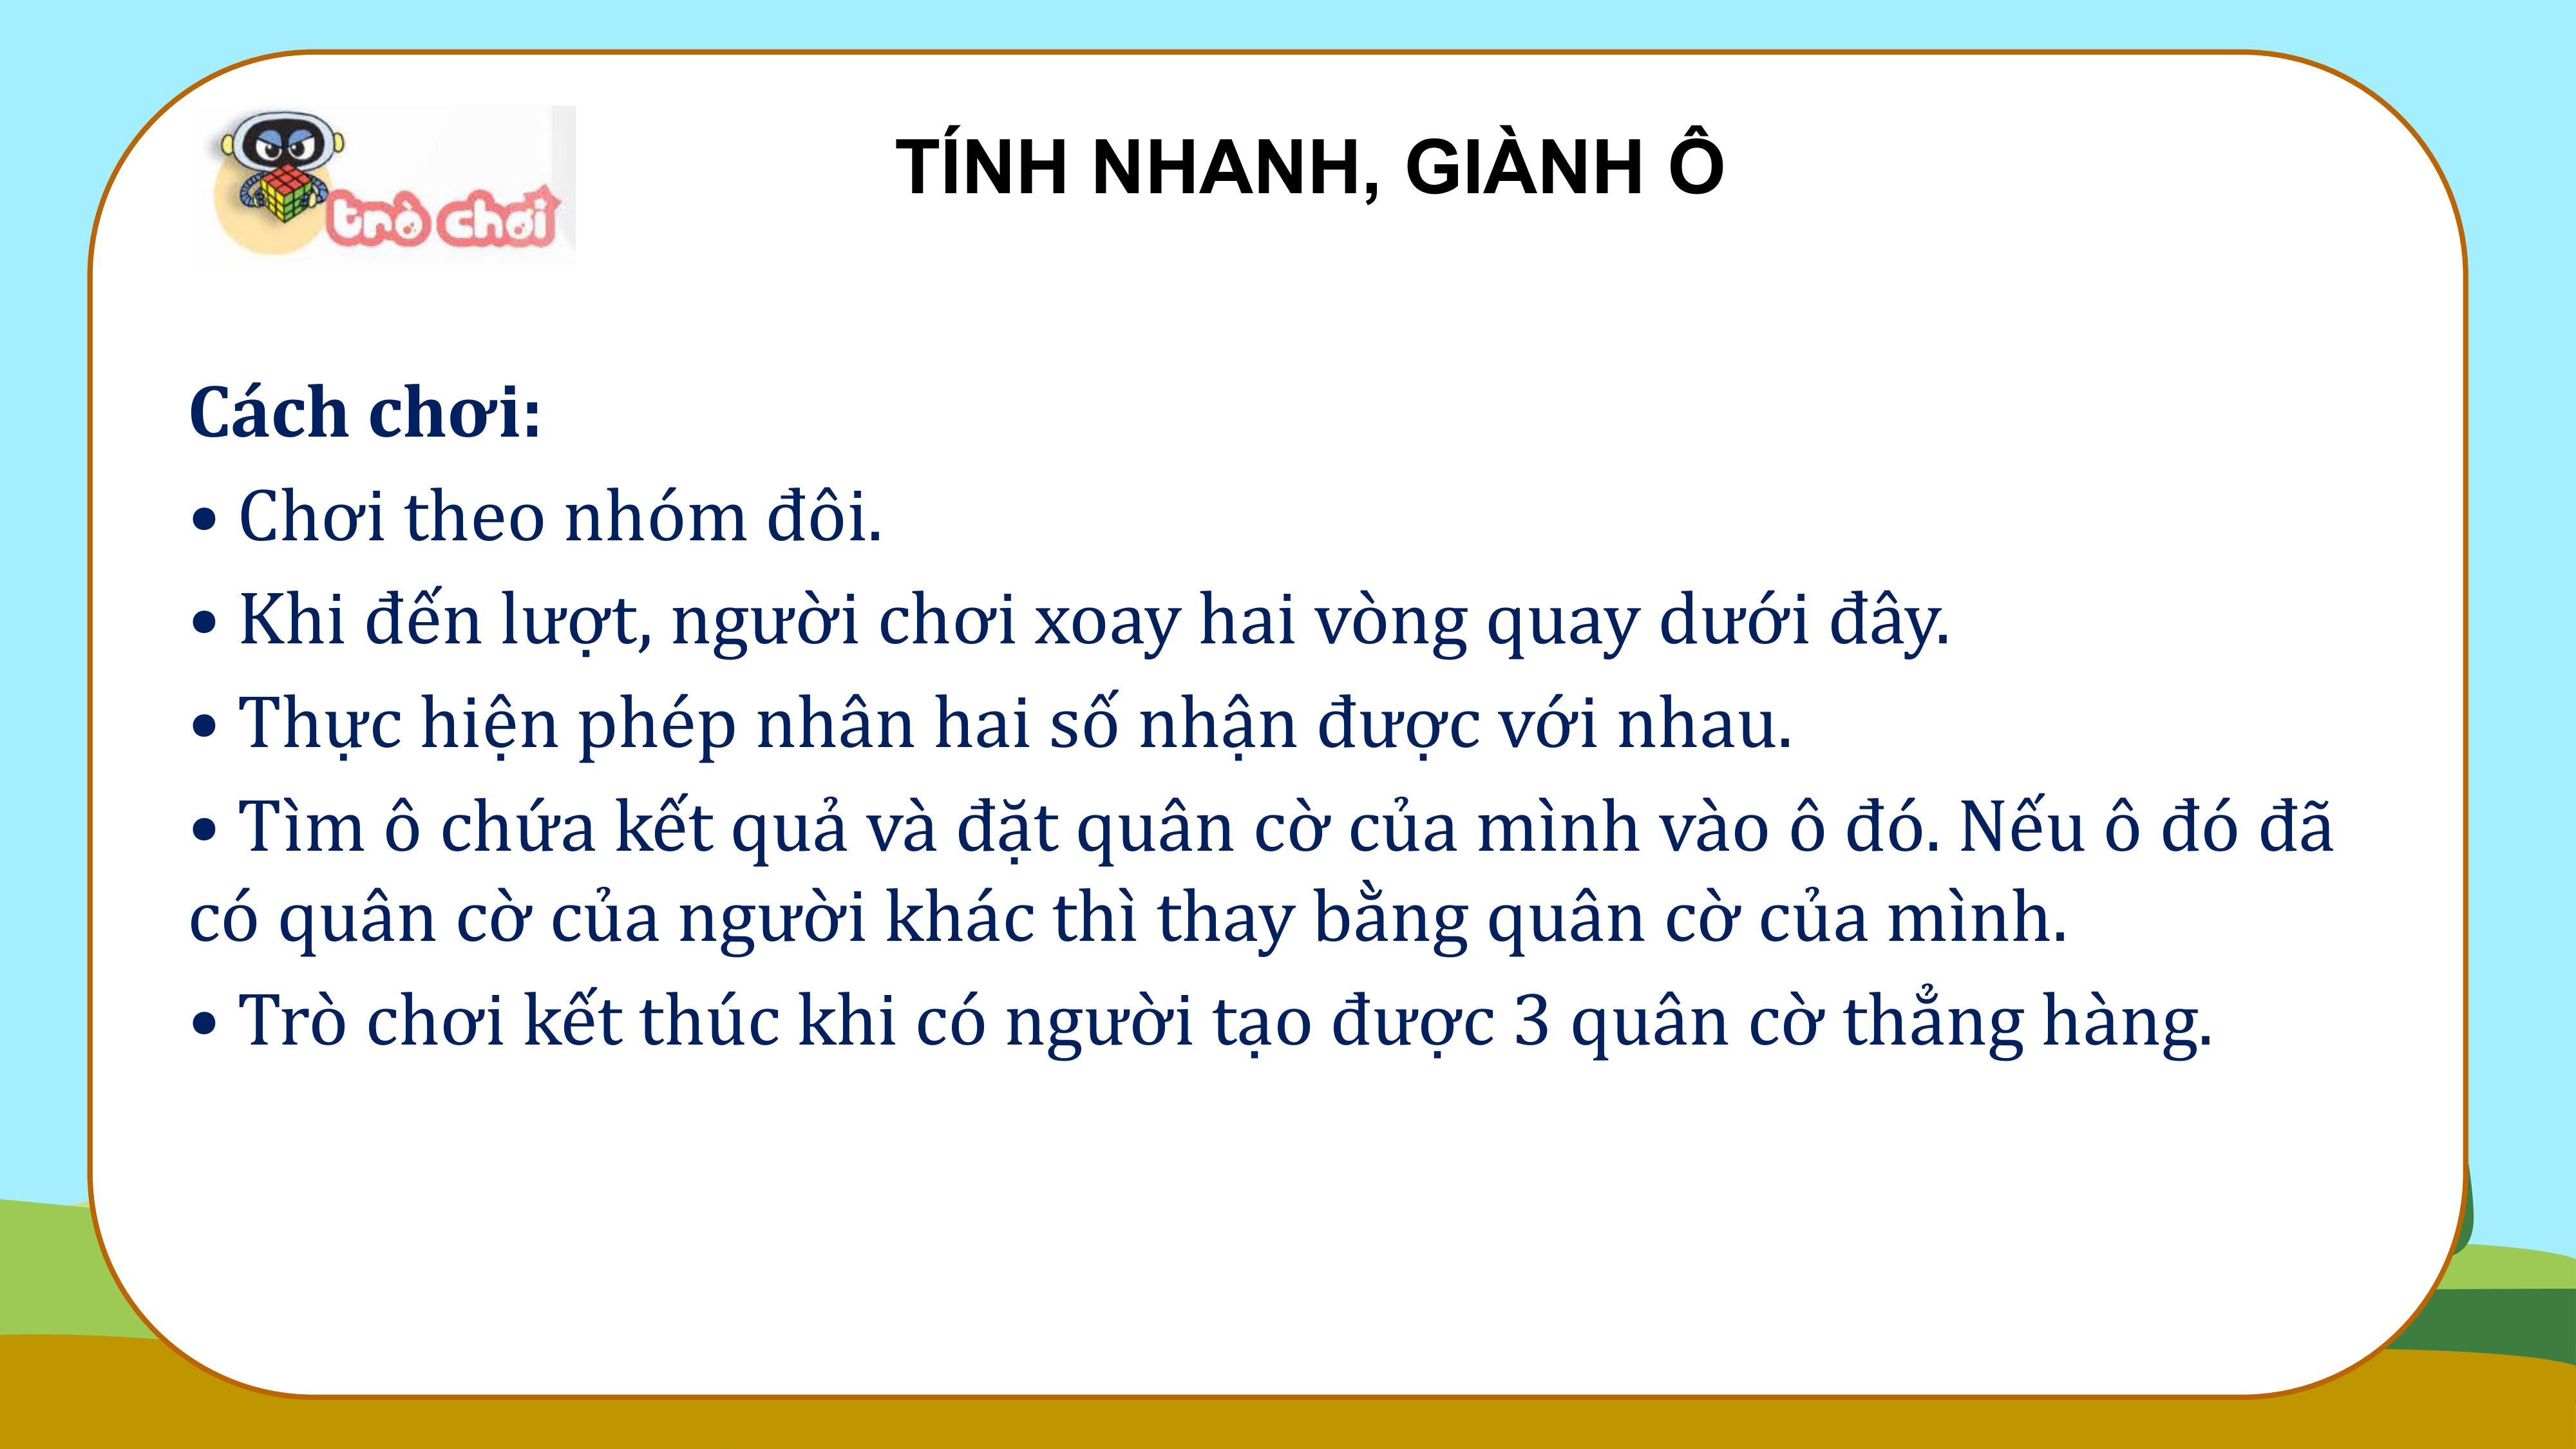 trò chơi
TÍNH NHANH, GIÀNH Ô
Cách chơi:
• Chơi theo nhóm đôi.
• Khi đến lượt, người chơi xoay hai vòng quay dưới đây.
• Thực hiện phép nhân hai số nhận được với nhau.
• Tìm ô chứa kết quả và đặt quân cờ của mình vào ô đó. Nếu ô đó đã
có quân cờ của người khác thì thay bằng quân cờ của mình.
• Trò chơi kết thúc khi có người tạo được 3 quân cờ thẳng hàng.